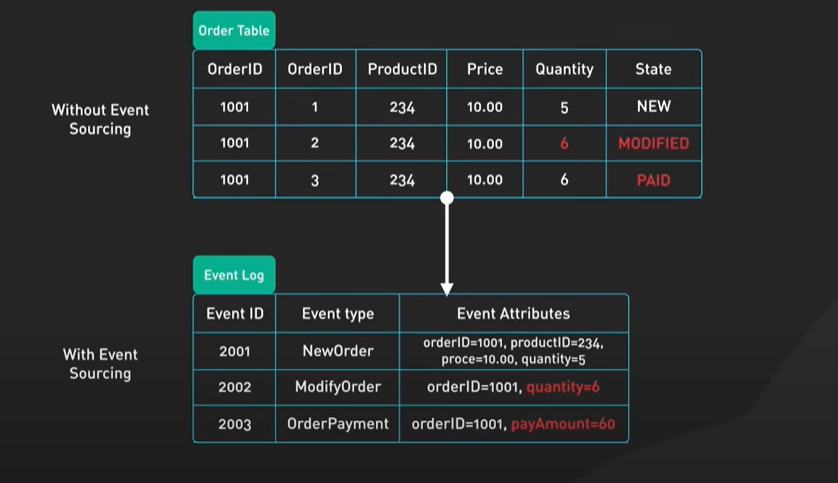 Order Table
OrderID OrderID ProductID Price Quantity State
Without Event
Sourcing
1001 1 234 10.00 5 NEW
1001 2 234 10.00 6 MODIFIED
1001 3 234 10.00 6 PAID
Event Log
Event ID Event type Event Attributes
With Event
Sourcing
2001 NewOrder orderID=1001, productID=234,
proce=10.00, quantity=5
2002 ModifyOrder orderID=1001, quantity=6
2003 OrderPayment orderID=1001, payAmount=60